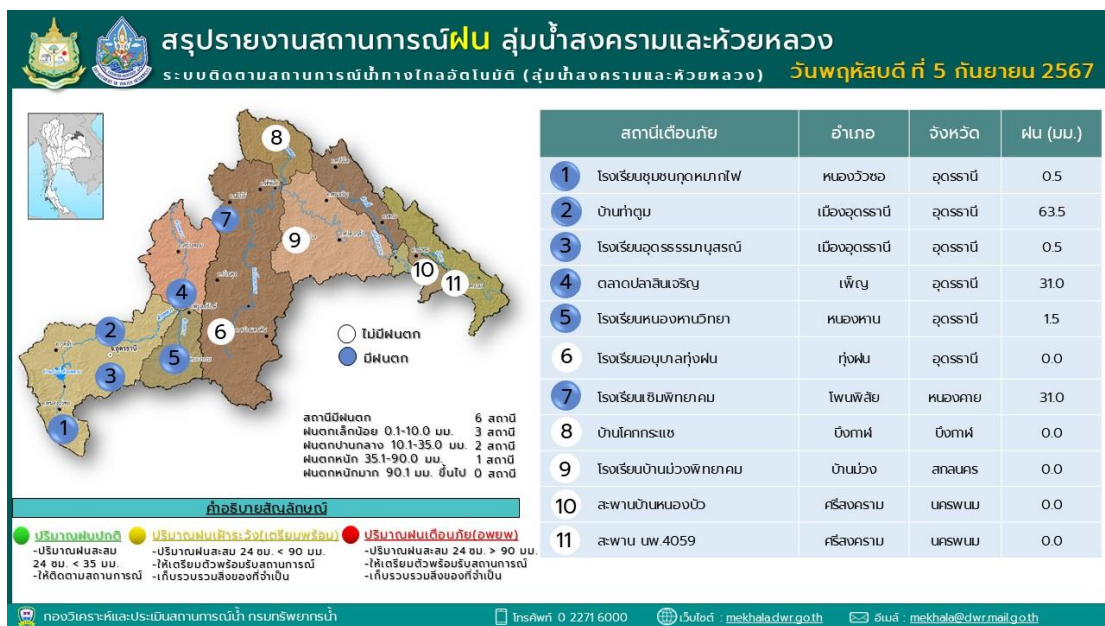 สรุปรายงานสถานการณ์ฝน ลุ่มน้ำสงครามและห้วยหลวง
ระบบติดตามสถานการณ์น้ำทางไกลอัตโนมัติ (ลุ่มน้ำสงครามและห้วยหลวง)
วันพฤหัสบดี ที่ 5 กันยายน 2567
8
7
9
10
11
4
2
6
5
3
1
ไม่มีฝนตก
มีฝนตก
สถานีมีฝนตก 6 สถานี
ฝนตกเล็กน้อย 0.1-10.0 มม. 3 สถานี
ฝนตกปานกลาง 10.1-35.0 มม. 2 สถานี
ฝนตกหนัก 35.1-90.0 มม. 1 สถานี
ฝนตกหนักมาก 90.1 มม. ขึ้นไป 0 สถานี
สถานีเตือนภัย อำเภอ จังหวัด ฝน (มม.)
1 โรงเรียนชุมชนกุดหมากไฟ หนองวัวซอ อุดรธานี 0.5
2 บ้านท่าตูม เมืองอุดรธานี อุดรธานี 63.5
3 โรงเรียนอุดรธรรมานุสรณ์ เมืองอุดรธานี อุดรธานี 0.5
4 ตลาดปลาสินเจริญ เพ็ญ อุดรธานี 31.0
5 โรงเรียนหนองหานวิทยา หนองหาน อุดรธานี 1.5
6 โรงเรียนอนุบาลทุ่งฝน ทุ่งฝน อุดรธานี 0.0
7 โรงเรียนเซิมพิทยาคม โพนพิสัย หนองคาย 31.0
8 บ้านโคกกระแซ บึงกาฬ บึงกาฬ 0.0
9 โรงเรียนบ้านม่วงพิทยาคม บ้านม่วง สกลนคร 0.0
10 สะพานบ้านหนองบัว ศรีสงคราม นครพนม 0.0
11 สะพาน นพ.4059 ศรีสงคราม นครพนม 0.0
คำอธิบายสัญลักษณ์
ปริมาณฝนปกติ
-ปริมาณฝนสะสม
24 ชม. < 35 มม.
-ให้ติดตามสถานการณ์
ปริมาณฝนเฝ้าระวัง(เตรียมพร้อม)
-ปริมาณฝนสะสม 24 ชม. < 90 มม.
-ให้เตรียมตัวพร้อมรับสถานการณ์
-เก็บรวบรวมสิ่งของที่จำเป็น
ปริมาณฝนเตือนภัย(อพยพ)
-ปริมาณฝนสะสม 24 ชม. > 90 มม.
-ให้เตรียมตัวพร้อมรับสถานการณ์
-เก็บรวบรวมสิ่งของที่จำเป็น
กองวิเคราะห์และประเมินสถานการณ์น้ำ กรมทรัพยากรน้ำ
โทรศัพท์ 0 2271 6000
เว็บไซต์ : mekhala.dwr.go.th
อีเมล์ : mekhala@dwr.mail.go.th